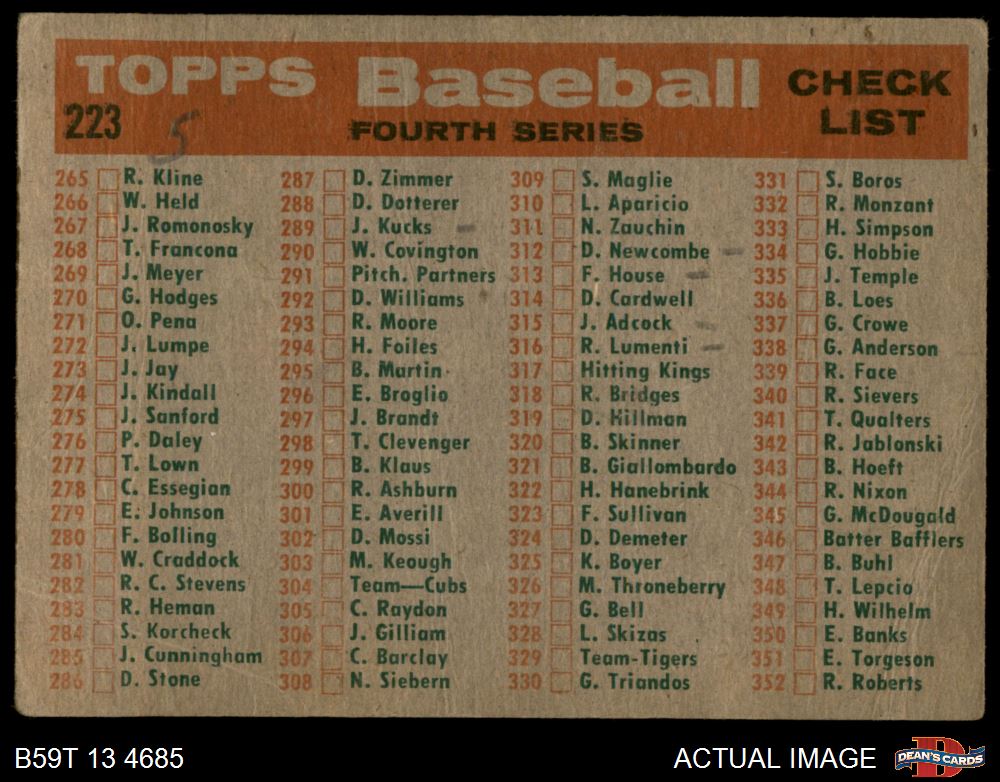 TOPPS Baseball CHECK LIST
223 5 FOURTH SERIES
265 R. Kline
266 W. Held
267 J. Romonosky
268 T. Francona
269 J. Meyer
270 G. Hodges
271 O. Pena
272 J. Lumpe
273 J. Jay
274 J. Kindall
275 J. Sanford
276 P. Daley
277 T. Lown
278 C. Essegian
279 E. Johnson
280 F. Bolling
281 W. Craddock
282 R. C. Stevens
283 R. Heman
284 S. Korcheck
285 J. Cunningham
286 D. Stone
287 D. Zimmer
288 D. Dotterer
289 J. Kucks
290 W. Covington
291 Pitch. Partners
292 D. Williams
293 R. Moore
294 H. Foiles
295 B. Martin
296 E. Broglio
297 J. Brandt
298 T. Clevenger
299 B. Klaus
300 R. Ashburn
301 E. Averill
302 D. Mossi
303 M. Keough
304 Team—Cubs
305 C. Raydon
306 J. Gilliam
307 C. Barclay
308 N. Siebern
309 S. Maglie
310 L. Aparicio
311 N. Zauchin
312 D. Newcombe
313 F. House
314 D. Cardwell
315 J. Adcock
316 R. Lumenti
317 Hitting Kings
318 R. Bridges
319 D. Hillman
320 B. Skinner
321 B. Giallombardo
322 H. Hanebrink
323 F. Sullivan
324 D. Demeter
325 K. Boyer
326 M. Throneberry
327 G. Bell
328 L. Skizas
329 Team-Tigers
330 G. Triandos
331 S. Boros
332 R. Monzant
333 H. Simpson
334 G. Hobbie
335 J. Temple
336 B. Loes
337 G. Crowe
338 G. Anderson
339 R. Face
340 R. Sievers
341 T. Qualters
342 R. Jablonski
343 B. Hoeft
344 R. Nixon
345 G. McDougald
346 Batter Bafflers
347 B. Buhl
348 T. Lepcio
349 H. Wilhelm
350 E. Banks
351 E. Torgeson
352 R. Roberts
B59T 13 4685
ACTUAL IMAGE
D
DEAN'S CARDS